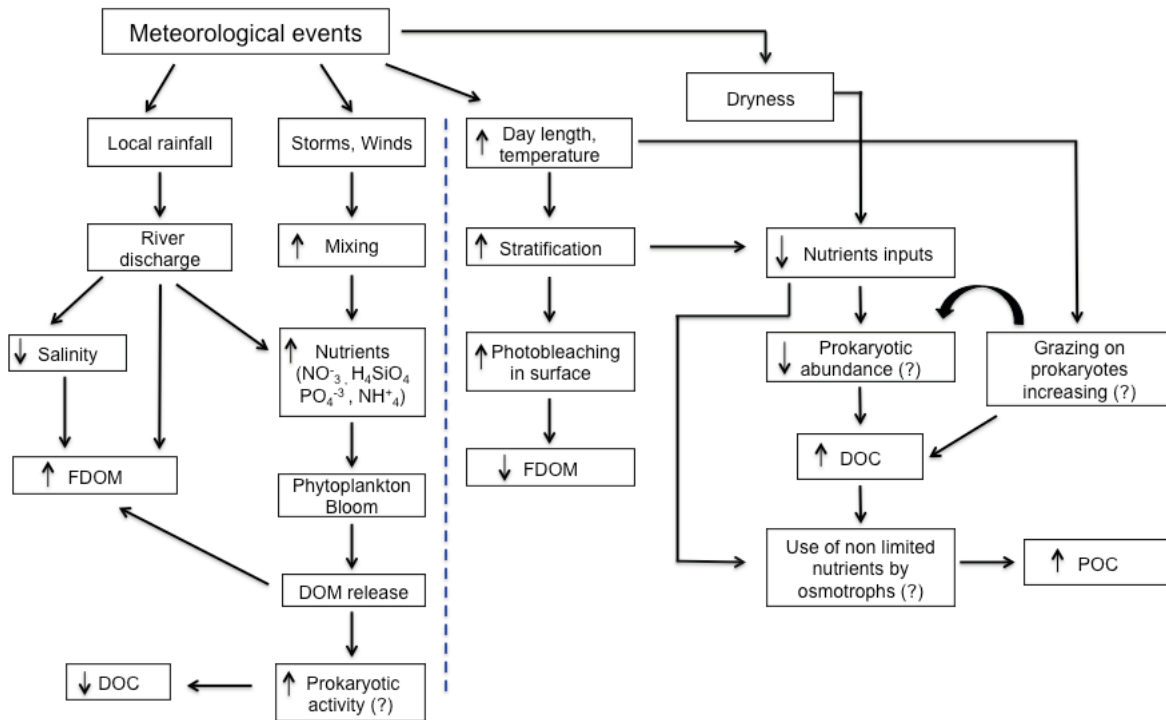 Meteorological events
Dryness
Local rainfall
Storms, Winds
↑ Day length,
temperature
River
discharge
↑ Mixing
↑ Stratification
↓ Nutrients inputs
↓ Salinity
↑ Nutrients
(NO⁻₃, H₄SiO₄
PO₄⁻³, NH⁺₄)
↑ Photobleaching
in surface
↓ Prokaryotic
abundance (?)
Grazing on
prokaryotes
increasing (?)
↑ FDOM
Phytoplankton
Bloom
↓ FDOM
↑ DOC
DOM release
Use of non limited
nutrients by
osmotrophs (?)
↑ POC
↓ DOC
↑ Prokaryotic
activity (?)